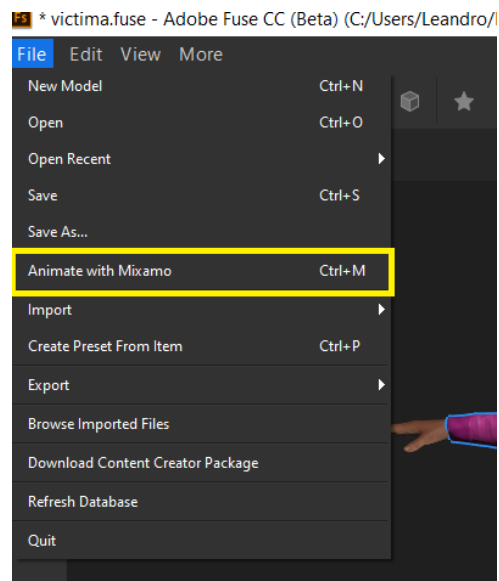 Fs * victima.fuse - Adobe Fuse CC (Beta) (C:/Users/Leandro/
File Edit View More
New Model Ctrl+N
Open Ctrl+O
Open Recent
Save Ctrl+S
Save As...
Animate with Mixamo Ctrl+M
Import
Create Preset From Item Ctrl+P
Export
Browse Imported Files
Download Content Creator Package
Refresh Database
Quit